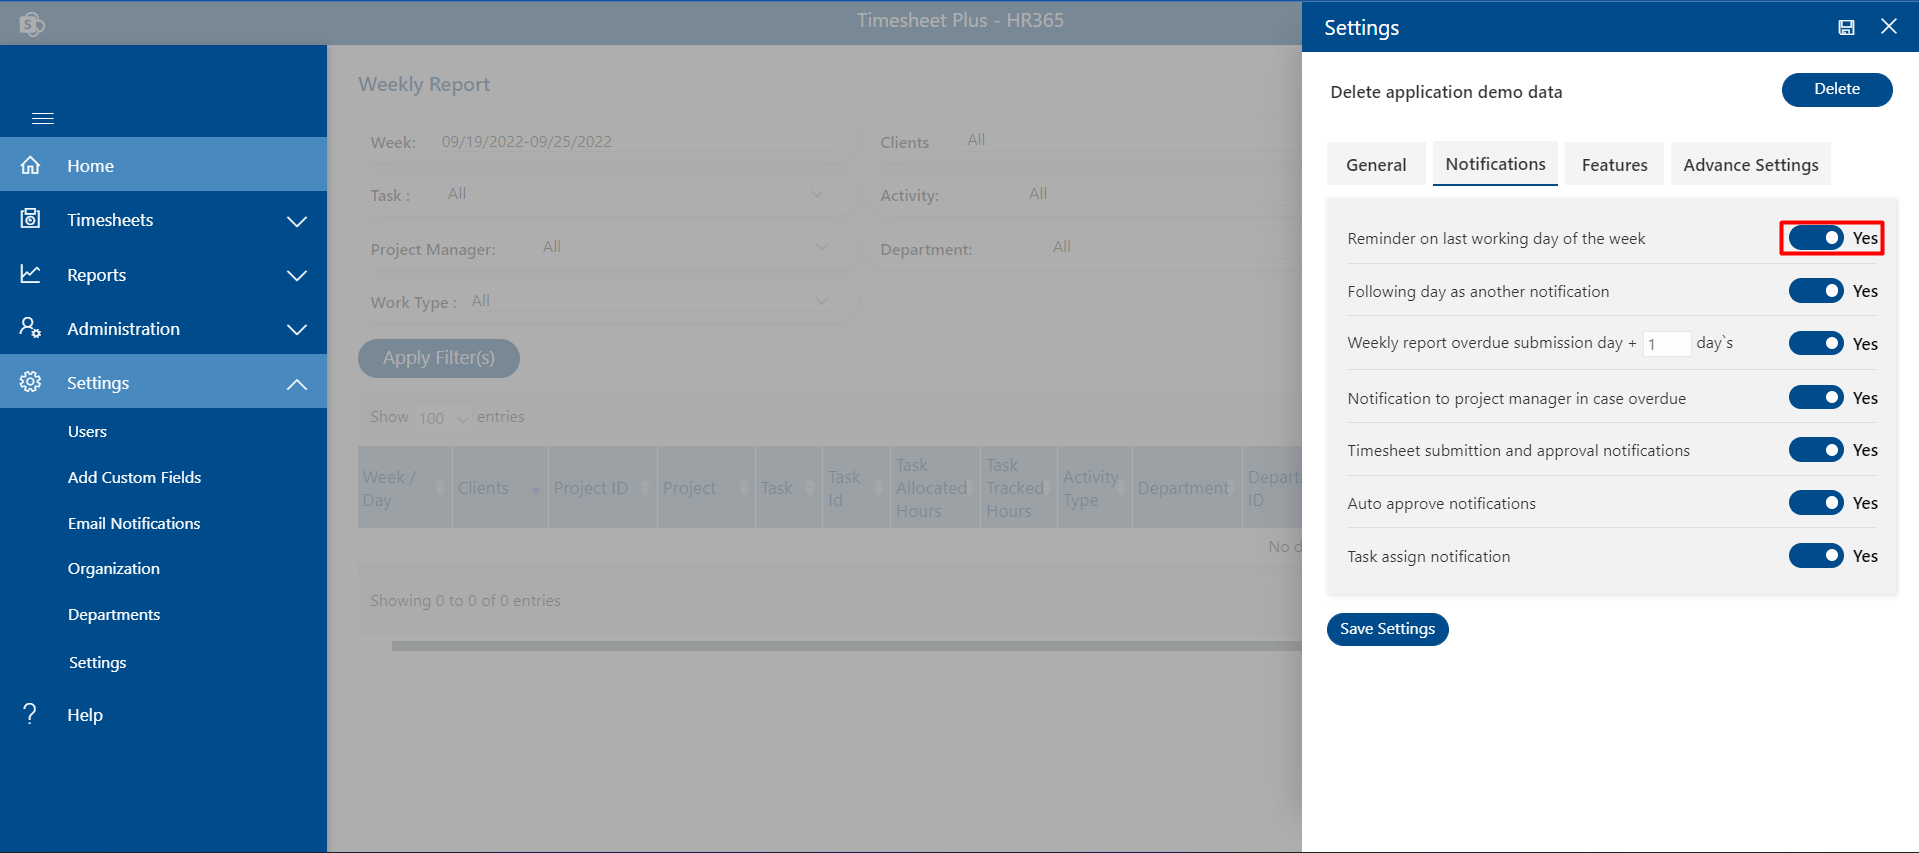 Timesheet Plus - HR365
Home
Timesheets
Reports
Administration
Settings
Users
Add Custom Fields
Email Notifications
Organization
Departments
Settings
? Help
Weekly Report
Week: 09/19/2022-09/25/2022 Clients All
Task : All Activity: All
Project Manager: All Department: All
Work Type : All
Apply Filter(s)
Show 100 entries
Week / Day Clients Project ID Project Task Task Id Task Allocated Hours Task Tracked Hours Activity Type Department Depart ID
No d
Showing 0 to 0 of 0 entries
Settings
Delete application demo data Delete
General Notifications Features Advance Settings
Reminder on last working day of the week Yes
Following day as another notification Yes
Weekly report overdue submission day + 1 day`s Yes
Notification to project manager in case overdue Yes
Timesheet submittion and approval notifications Yes
Auto approve notifications Yes
Task assign notification Yes
Save Settings